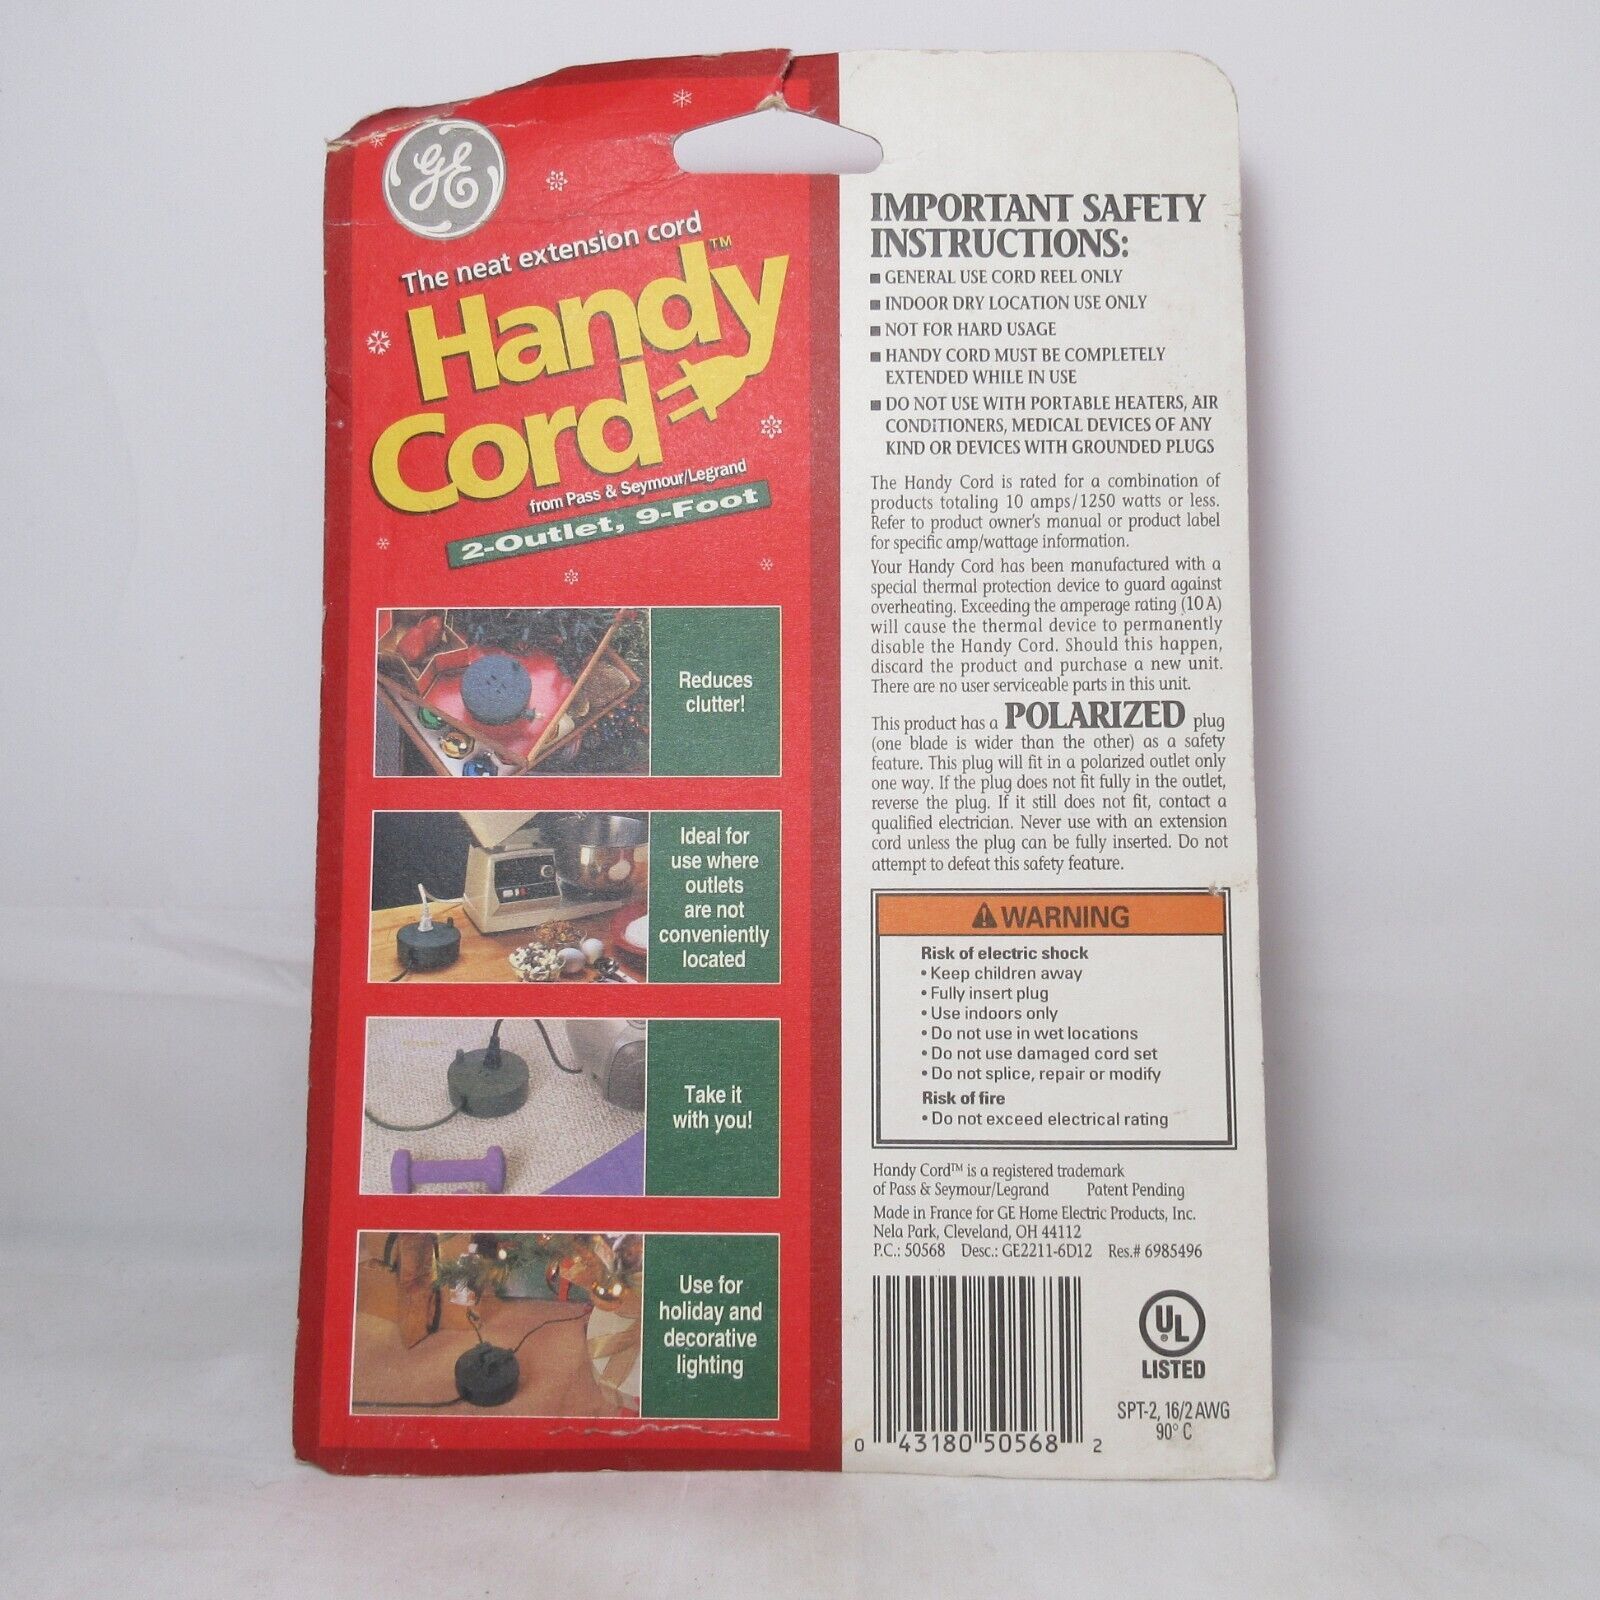 GE
The neat extension cord
Handy™
Cord
from Pass & Seymour/Legrand
2-Outlet, 9-Foot
Reduces
clutter!
Ideal for
use where
outlets
are not
conveniently
located
Take it
with you!
Use for
holiday and
decorative
lighting
IMPORTANT SAFETY
INSTRUCTIONS:
■ GENERAL USE CORD REEL ONLY
■ INDOOR DRY LOCATION USE ONLY
■ NOT FOR HARD USAGE
■ HANDY CORD MUST BE COMPLETELY
EXTENDED WHILE IN USE
■ DO NOT USE WITH PORTABLE HEATERS, AIR
CONDITIONERS, MEDICAL DEVICES OF ANY
KIND OR DEVICES WITH GROUNDED PLUGS
The Handy Cord is rated for a combination of
products totaling 10 amps/1250 watts or less.
Refer to product owner's manual or product label
for specific amp/wattage information.
Your Handy Cord has been manufactured with a
special thermal protection device to guard against
overheating. Exceeding the amperage rating (10 A)
will cause the thermal device to permanently
disable the Handy Cord. Should this happen,
discard the product and purchase a new unit.
There are no user serviceable parts in this unit.
This product has a POLARIZED plug
(one blade is wider than the other) as a safety
feature. This plug will fit in a polarized outlet only
one way. If the plug does not fit fully in the outlet,
reverse the plug. If it still does not fit, contact a
qualified electrician. Never use with an extension
cord unless the plug can be fully inserted. Do not
attempt to defeat this safety feature.
⚠ WARNING
Risk of electric shock
• Keep children away
• Fully insert plug
• Use indoors only
• Do not use in wet locations
• Do not use damaged cord set
• Do not splice, repair or modify
Risk of fire
• Do not exceed electrical rating
Handy Cord™ is a registered trademark
of Pass & Seymour/Legrand Patent Pending
Made in France for GE Home Electric Products, Inc.
Nela Park, Cleveland, OH 44112
P.C.: 50568 Desc.: GE2211-6D12 Res.# 6985496
0 43180 50568 2
UL
®
LISTED
SPT-2, 16/2 AWG
90° C